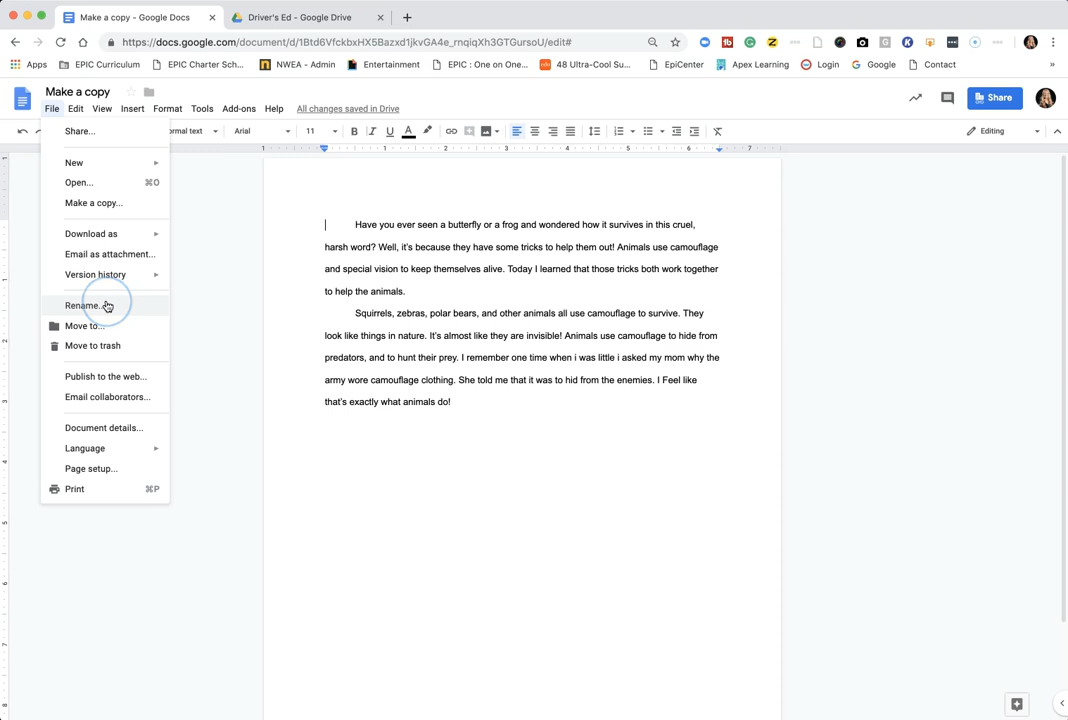 Make a copy - Google Docs
Driver's Ed - Google Drive
https://docs.google.com/document/d/1Btd6VfckbxHX5Bazxd1jkvGA4e_rnqiqXh3GTGursoU/edit#
Apps EPIC Curriculum EPIC Charter Sch... NWEA - Admin Entertainment EPIC : One on One... 48 Ultra-Cool Su... EpiCenter Apex Learning Login Google Contact
Make a copy
Share
File Edit View Insert Format Tools Add-ons Help All changes saved in Drive
rmal text Arial 11 B I U A Editing
1 1 2 3 4 5 6 7
Share...
New
Open... ⌘O
Make a copy...
Download as
Email as attachment...
Version history
Rename...
Move to...
Move to trash
Publish to the web...
Email collaborators...
Document details...
Language
Page setup...
Print ⌘P
Have you ever seen a butterfly or a frog and wondered how it survives in this cruel,
harsh word? Well, it's because they have some tricks to help them out! Animals use camouflage
and special vision to keep themselves alive. Today I learned that those tricks both work together
to help the animals.
Squirrels, zebras, polar bears, and other animals all use camouflage to survive. They
look like things in nature. It's almost like they are invisible! Animals use camouflage to hide from
predators, and to hunt their prey. I remember one time when i was little i asked my mom why the
army wore camouflage clothing. She told me that it was to hid from the enemies. I Feel like
that's exactly what animals do!